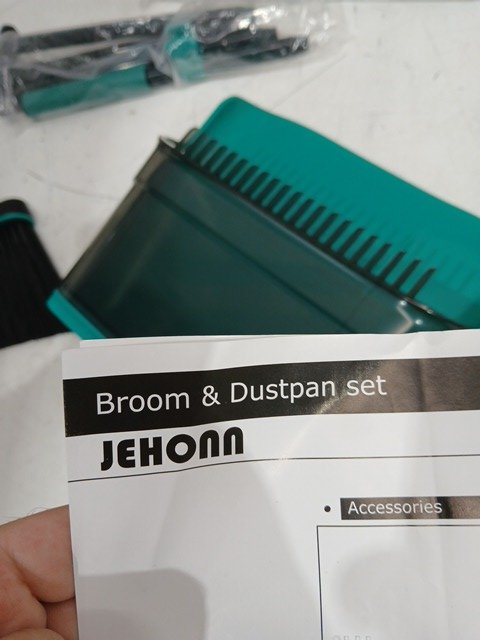 Broom & Dustpan set
JEHONN
• Accessories